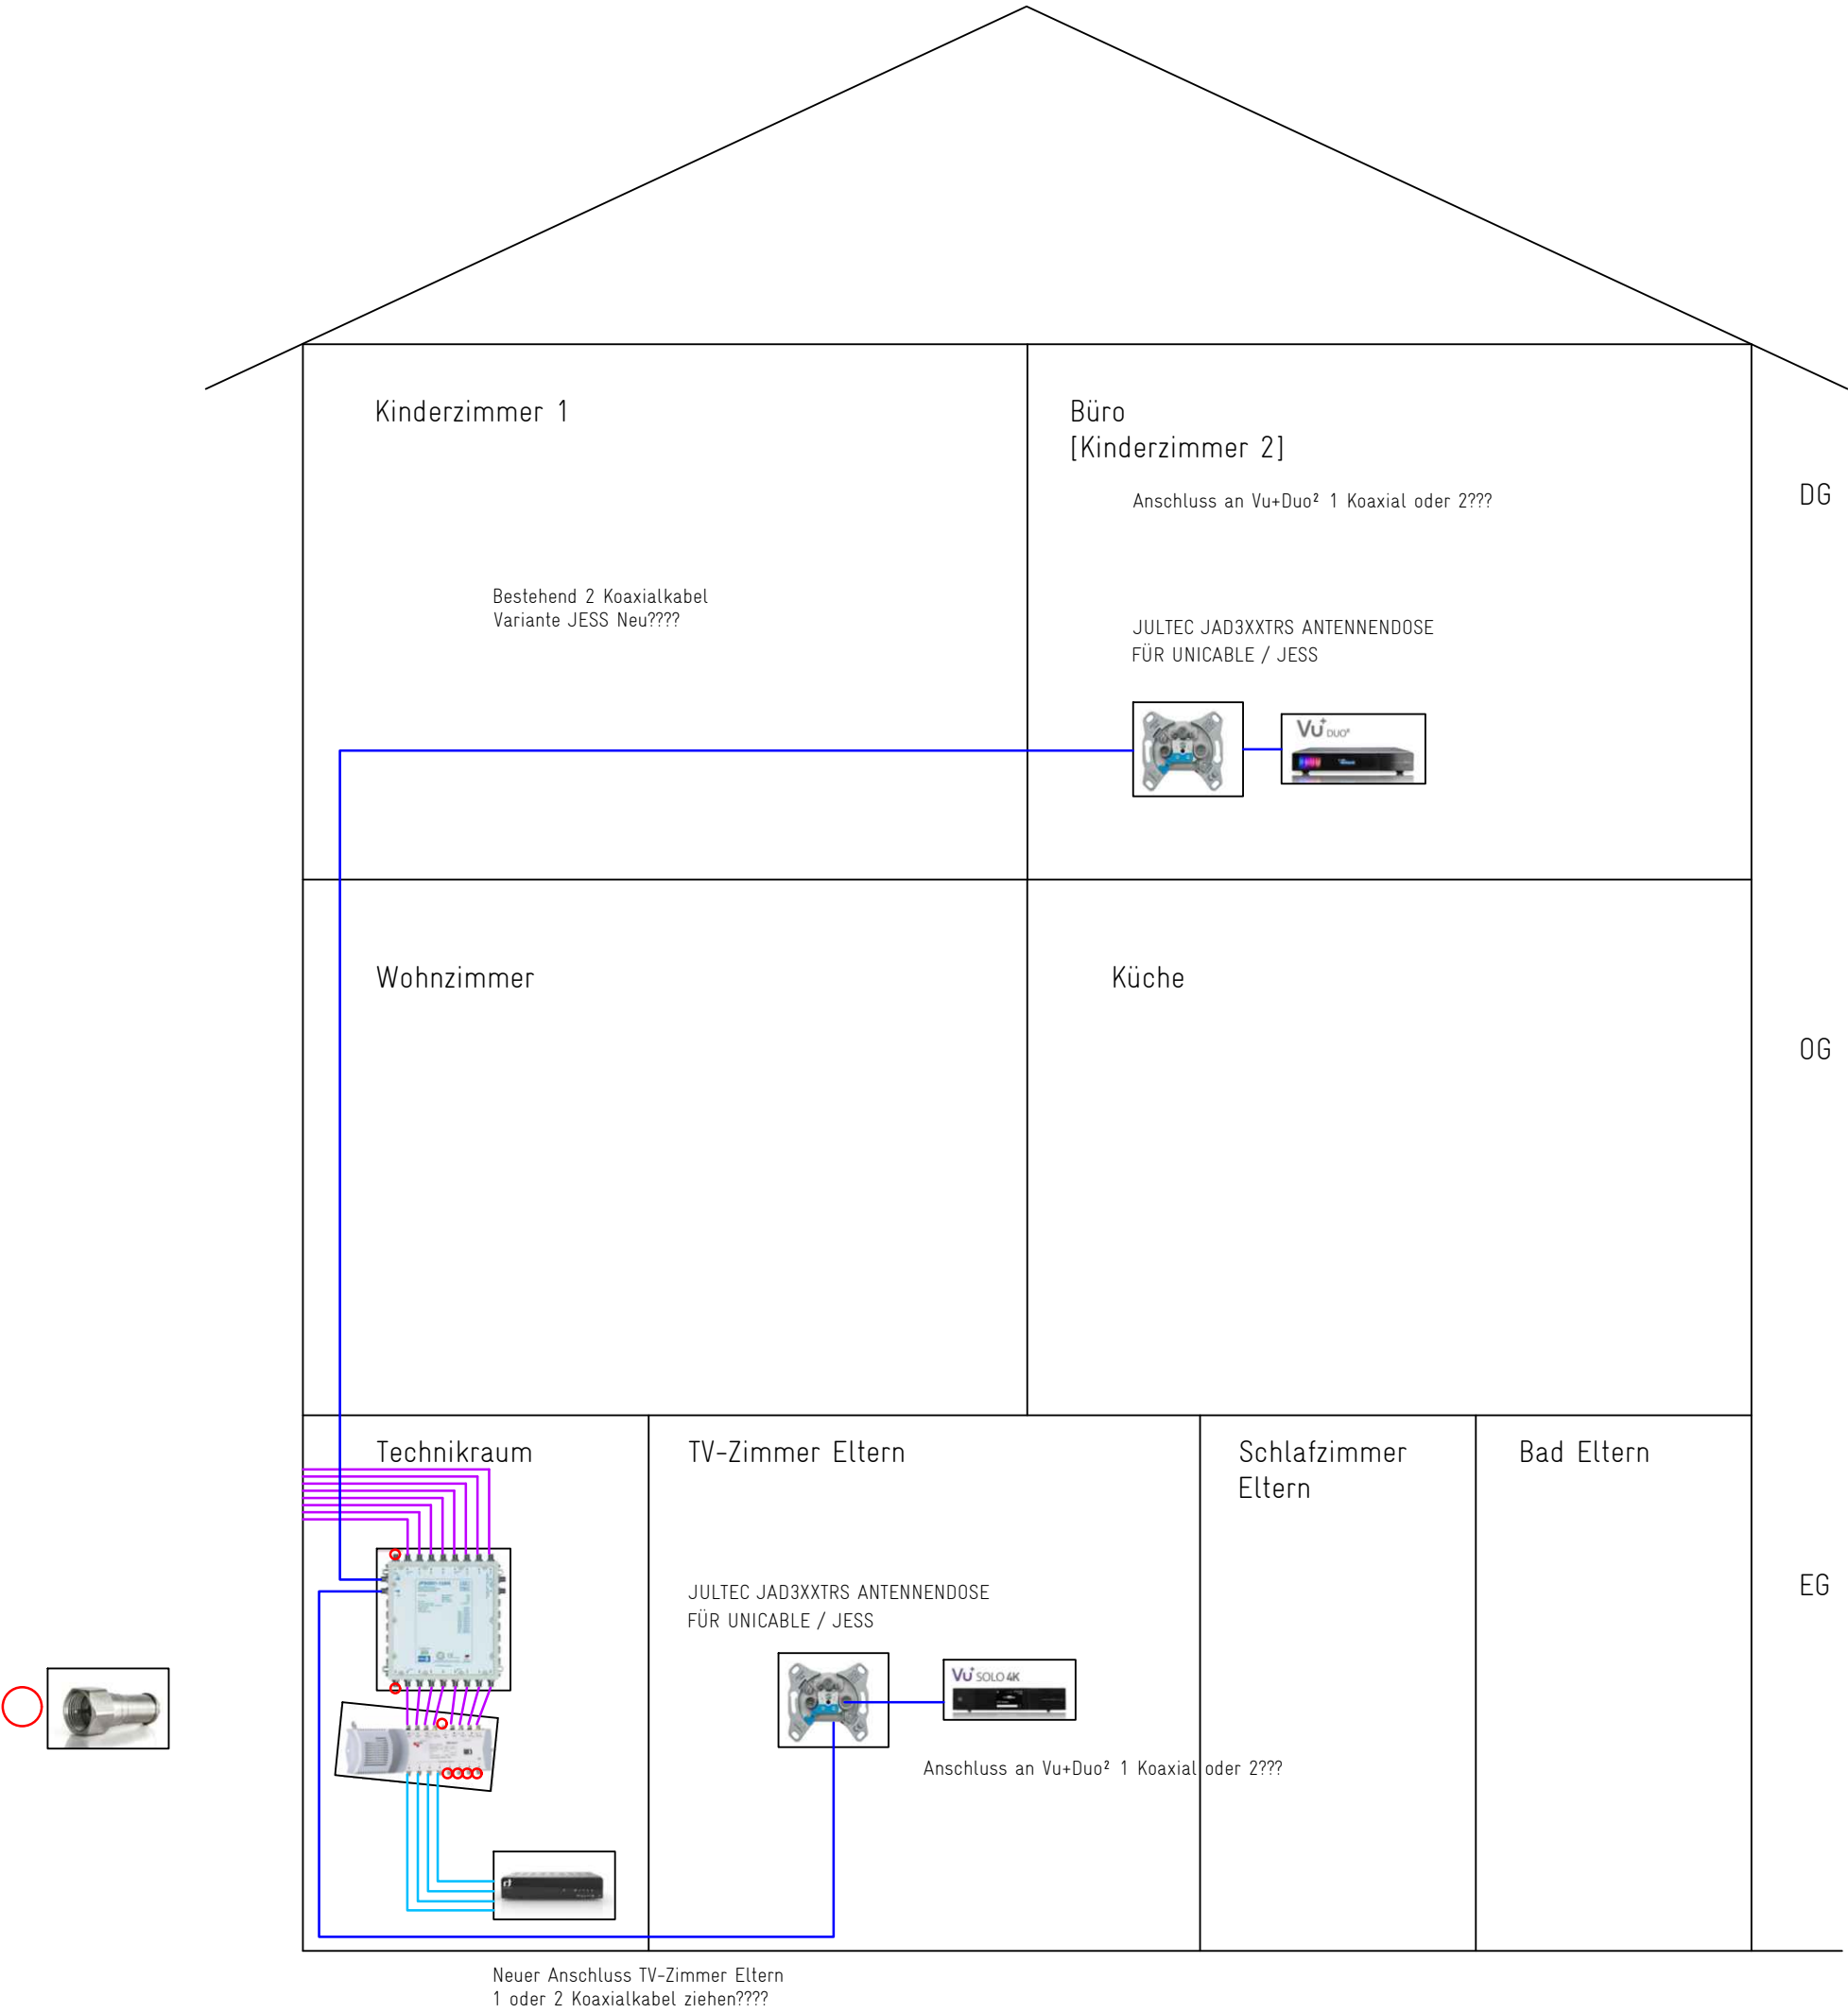 Kinderzimmer 1
Büro
[Kinderzimmer 2]
Anschluss an Vu+Duo² 1 Koaxial oder 2???
DG
Bestehend 2 Koaxialkabel
Variante JESS Neu????
JULTEC JAD3XXTRS ANTENNENDOSE
FÜR UNICABLE / JESS
Vu+ DUO²
Wohnzimmer
Küche
OG
Technikraum
TV-Zimmer Eltern
Schlafzimmer
Eltern
Bad Eltern
EG
JULTEC JAD3XXTRS ANTENNENDOSE
FÜR UNICABLE / JESS
Vu+ SOLO 4K
Anschluss an Vu+Duo² 1 Koaxial oder 2???
Neuer Anschluss TV-Zimmer Eltern
1 oder 2 Koaxialkabel ziehen????